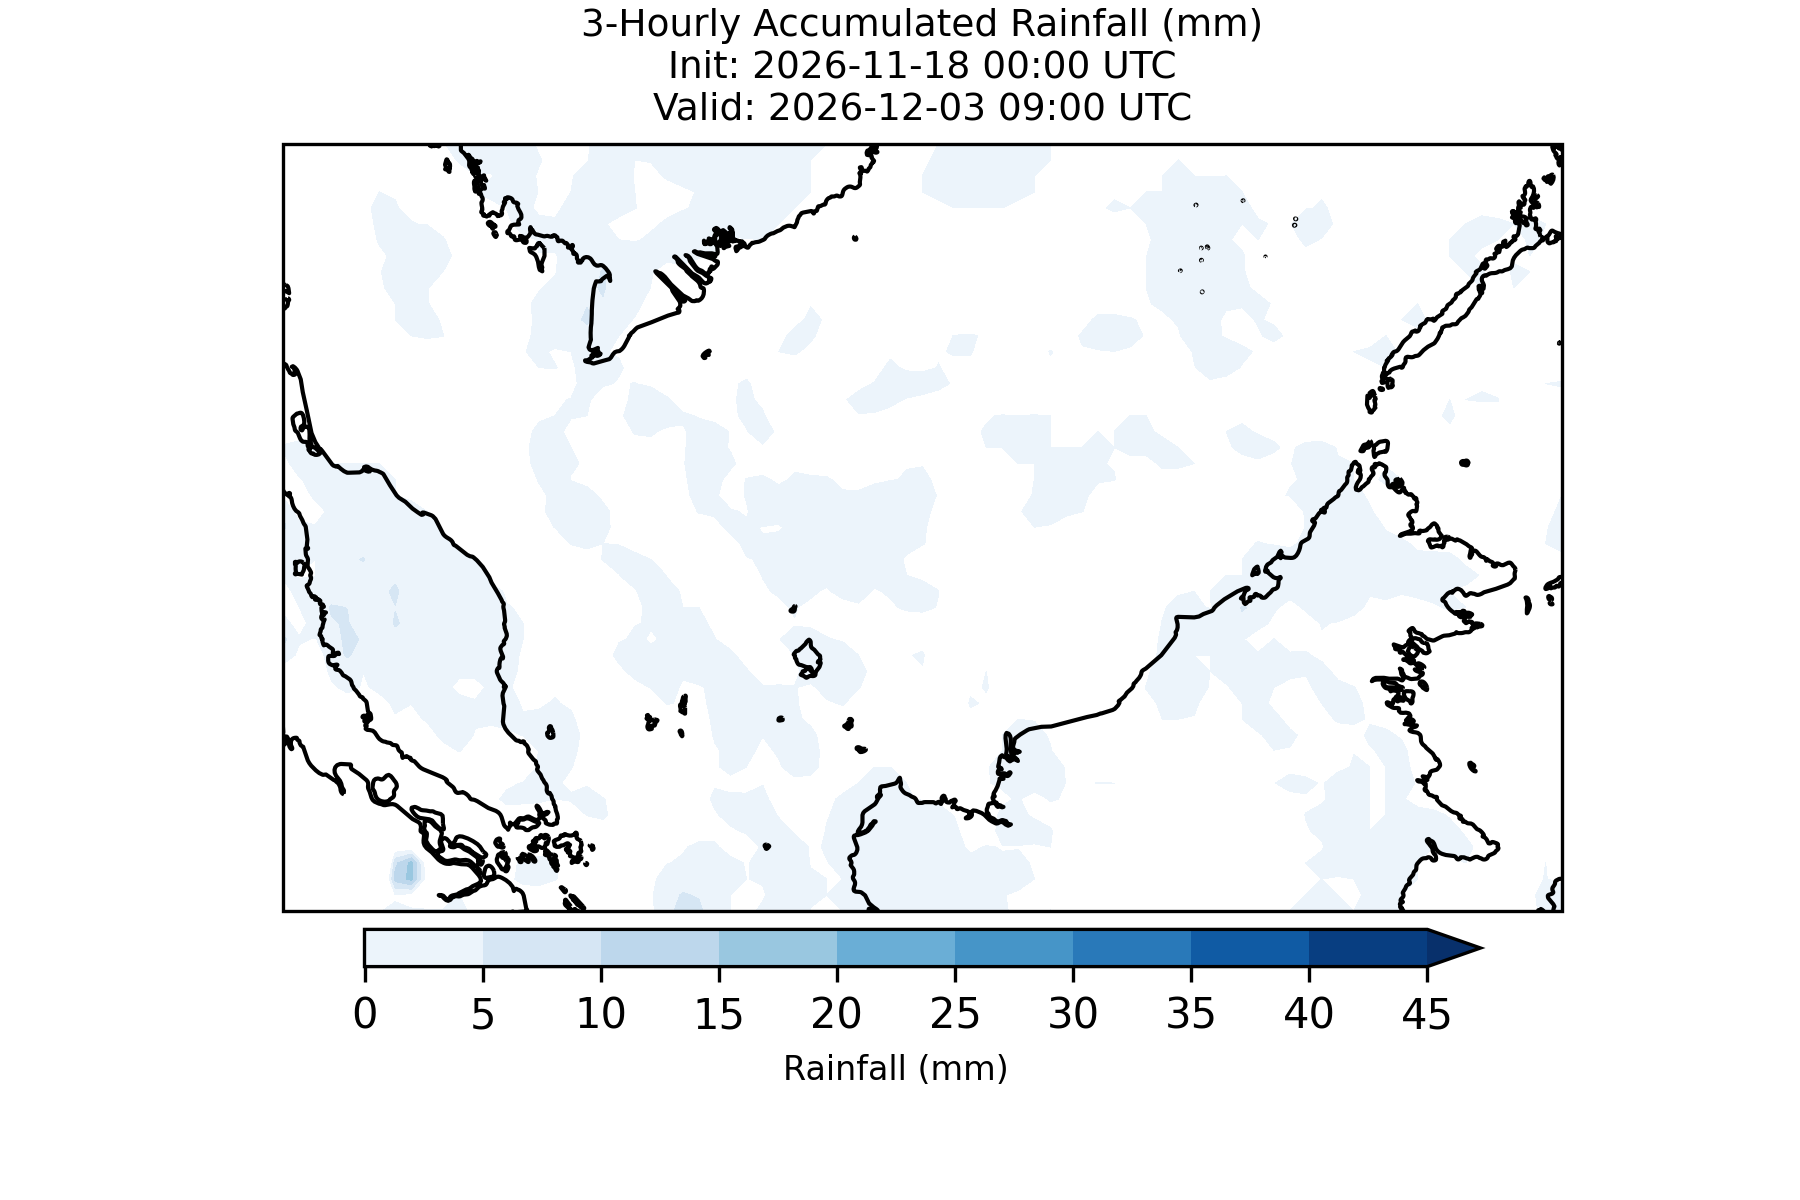 3-Hourly Accumulated Rainfall (mm)
Init: 2026-11-18 00:00 UTC
Valid: 2026-12-03 09:00 UTC
0 5 10 15 20 25 30 35 40 45
Rainfall (mm)